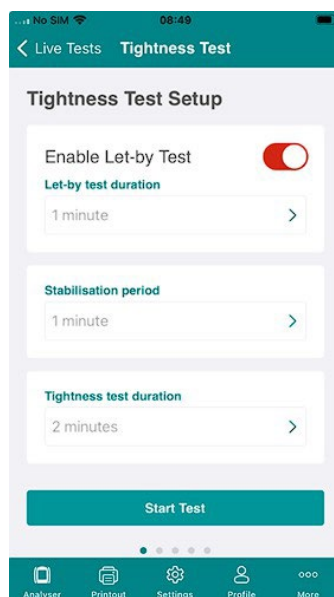 No SIM 08:49
Live Tests Tightness Test
Tightness Test Setup
Enable Let-by Test
Let-by test duration
1 minute
Stabilisation period
1 minute
Tightness test duration
2 minutes
Start Test
Analyser Printout Settings Profile More